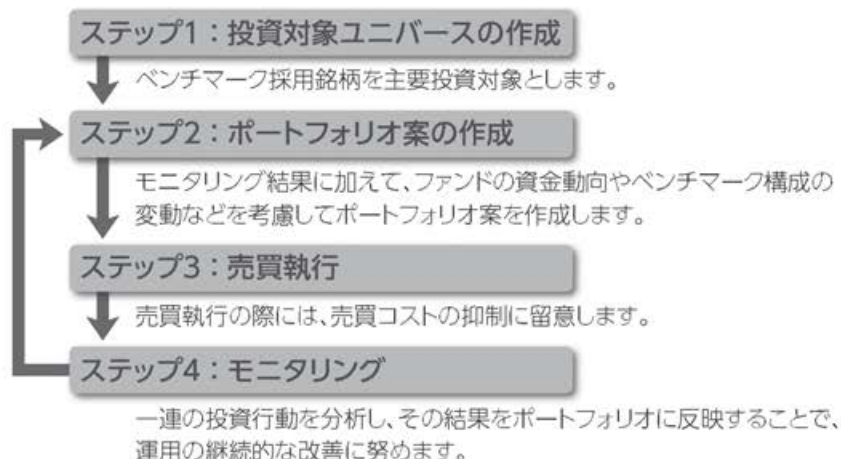 ステップ1：投資対象ユニバースの作成
ベンチマーク採用銘柄を主要投資対象とします。
ステップ2：ポートフォリオ案の作成
モニタリング結果に加えて、ファンドの資金動向やベンチマーク構成の
変動などを考慮してポートフォリオ案を作成します。
ステップ3：売買執行
売買執行の際には、売買コストの抑制に留意します。
ステップ4：モニタリング
一連の投資行動を分析し、その結果をポートフォリオに反映することで、
運用の継続的な改善に努めます。